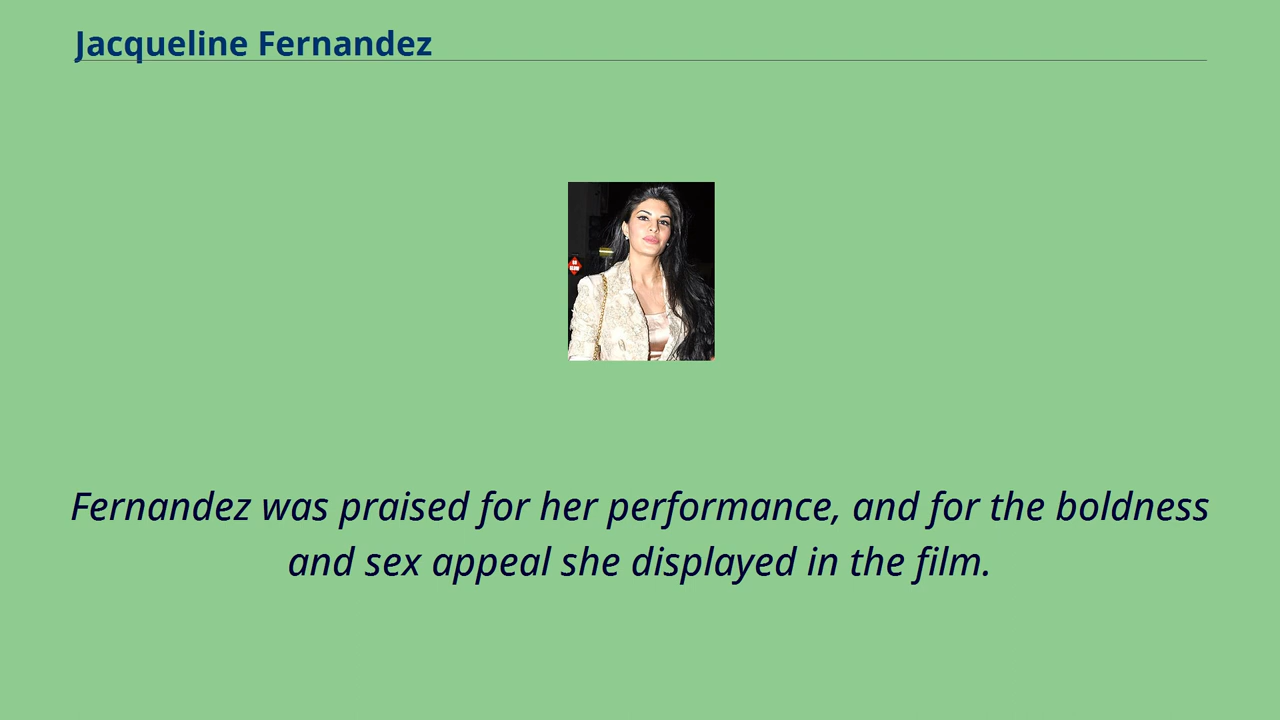 Jacqueline Fernandez
Fernandez was praised for her performance, and for the boldness
and sex appeal she displayed in the film.